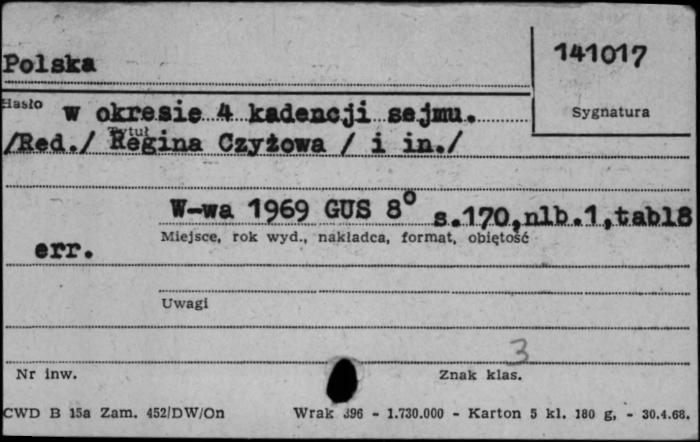 Polska
141017
Hasło
Sygnatura
w okresie 4 kadencji sejmu.
Tytuł
/Red./ Regina Czyżowa / i in./
W-wa 1969 GUS 8° s.170,nlb.1,tabl8
Miejsce, rok wyd., nakładca, format, objętość
err.
Uwagi
3
Nr inw.
Znak klas.
CWD B 15a Zam. 452/DW/On Wrak 396 - 1.730.000 - Karton 5 kl. 180 g, - 30.4.68.